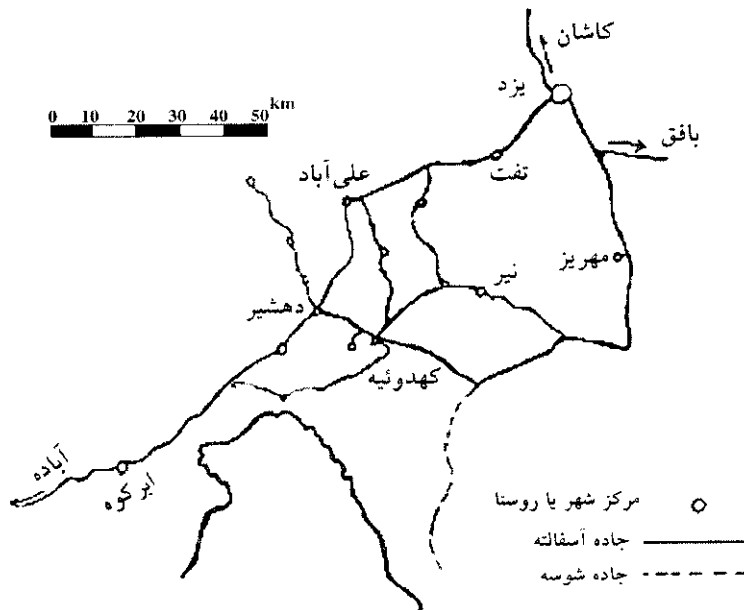 کاشان
یزد
0 10 20 30 40 50 km
بافق
تفت
علی‌آباد
مهریز
نیر
دهشیر
کهدوئیه
آباده
ابرکوه
مرکز شهر یا روستا
جاده آسفالته
جاده شوسه